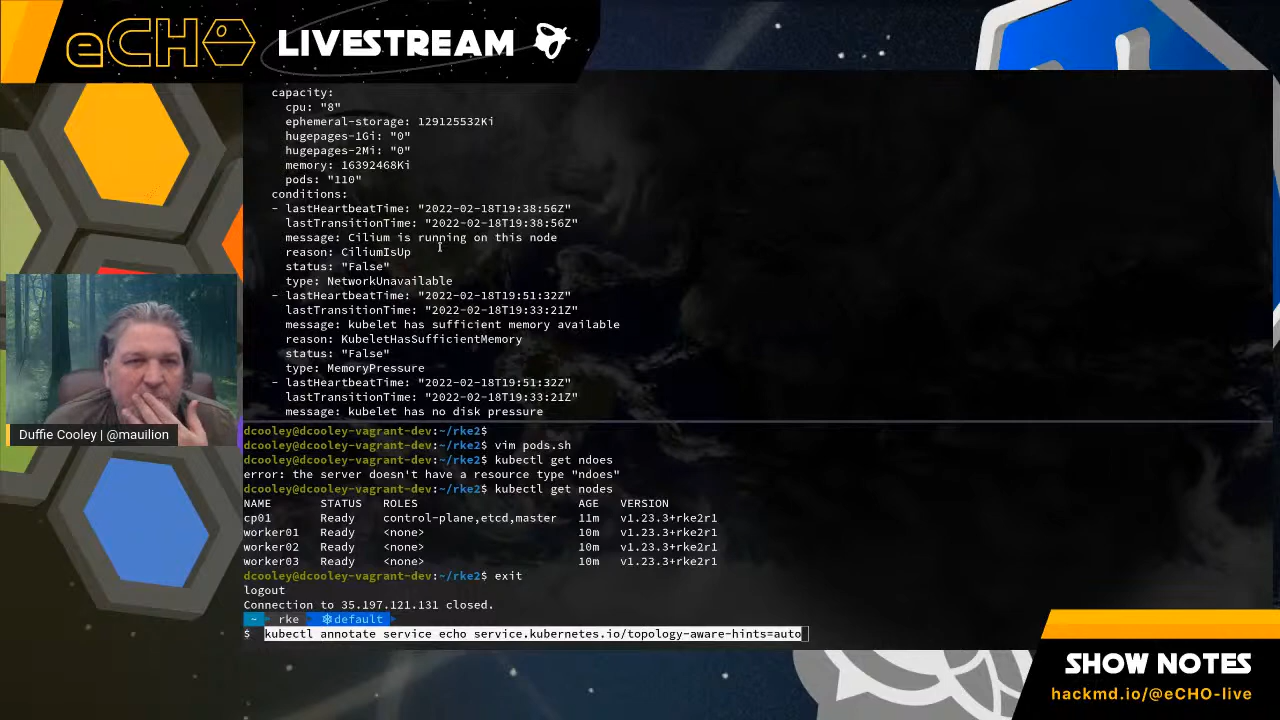 eCHO LIVESTREAM
capacity:
cpu: "8"
ephemeral-storage: 129125532Ki
hugepages-1Gi: "0"
hugepages-2Mi: "0"
memory: 16392468Ki
pods: "110"
conditions:
- lastHeartbeatTime: "2022-02-18T19:38:56Z"
lastTransitionTime: "2022-02-18T19:38:56Z"
message: Cilium is running on this node
reason: CiliumIsUp
status: "False"
type: NetworkUnavailable
- lastHeartbeatTime: "2022-02-18T19:51:32Z"
lastTransitionTime: "2022-02-18T19:33:21Z"
message: kubelet has sufficient memory available
reason: KubeletHasSufficientMemory
status: "False"
type: MemoryPressure
- lastHeartbeatTime: "2022-02-18T19:51:32Z"
lastTransitionTime: "2022-02-18T19:33:21Z"
message: kubelet has no disk pressure
dcooley@dcooley-vagrant-dev:~/rke2$
dcooley@dcooley-vagrant-dev:~/rke2$ vim pods.sh
dcooley@dcooley-vagrant-dev:~/rke2$ kubectl get ndoes
error: the server doesn't have a resource type "ndoes"
dcooley@dcooley-vagrant-dev:~/rke2$ kubectl get nodes
NAME STATUS ROLES AGE VERSION
cp01 Ready control-plane,etcd,master 11m v1.23.3+rke2r1
worker01 Ready <none> 10m v1.23.3+rke2r1
worker02 Ready <none> 10m v1.23.3+rke2r1
worker03 Ready <none> 10m v1.23.3+rke2r1
dcooley@dcooley-vagrant-dev:~/rke2$ exit
logout
Connection to 35.197.121.131 closed.
~ rke ⎈default
$ kubectl annotate service echo service.kubernetes.io/topology-aware-hints=auto
Duffie Cooley | @mauilion
SHOW NOTES
hackmd.io/@eCHO-live